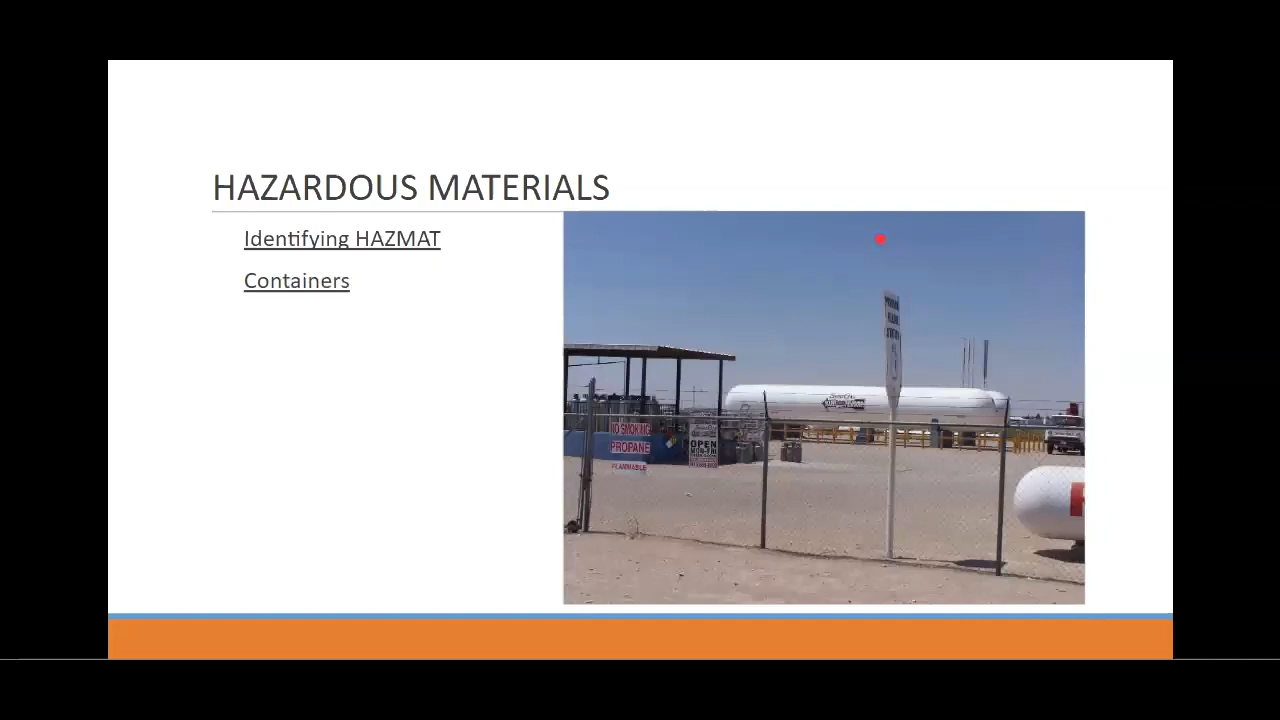 HAZARDOUS MATERIALS
Identifying HAZMAT
Containers
NO SMOKING
PROPANE
FLAMMABLE
OPEN